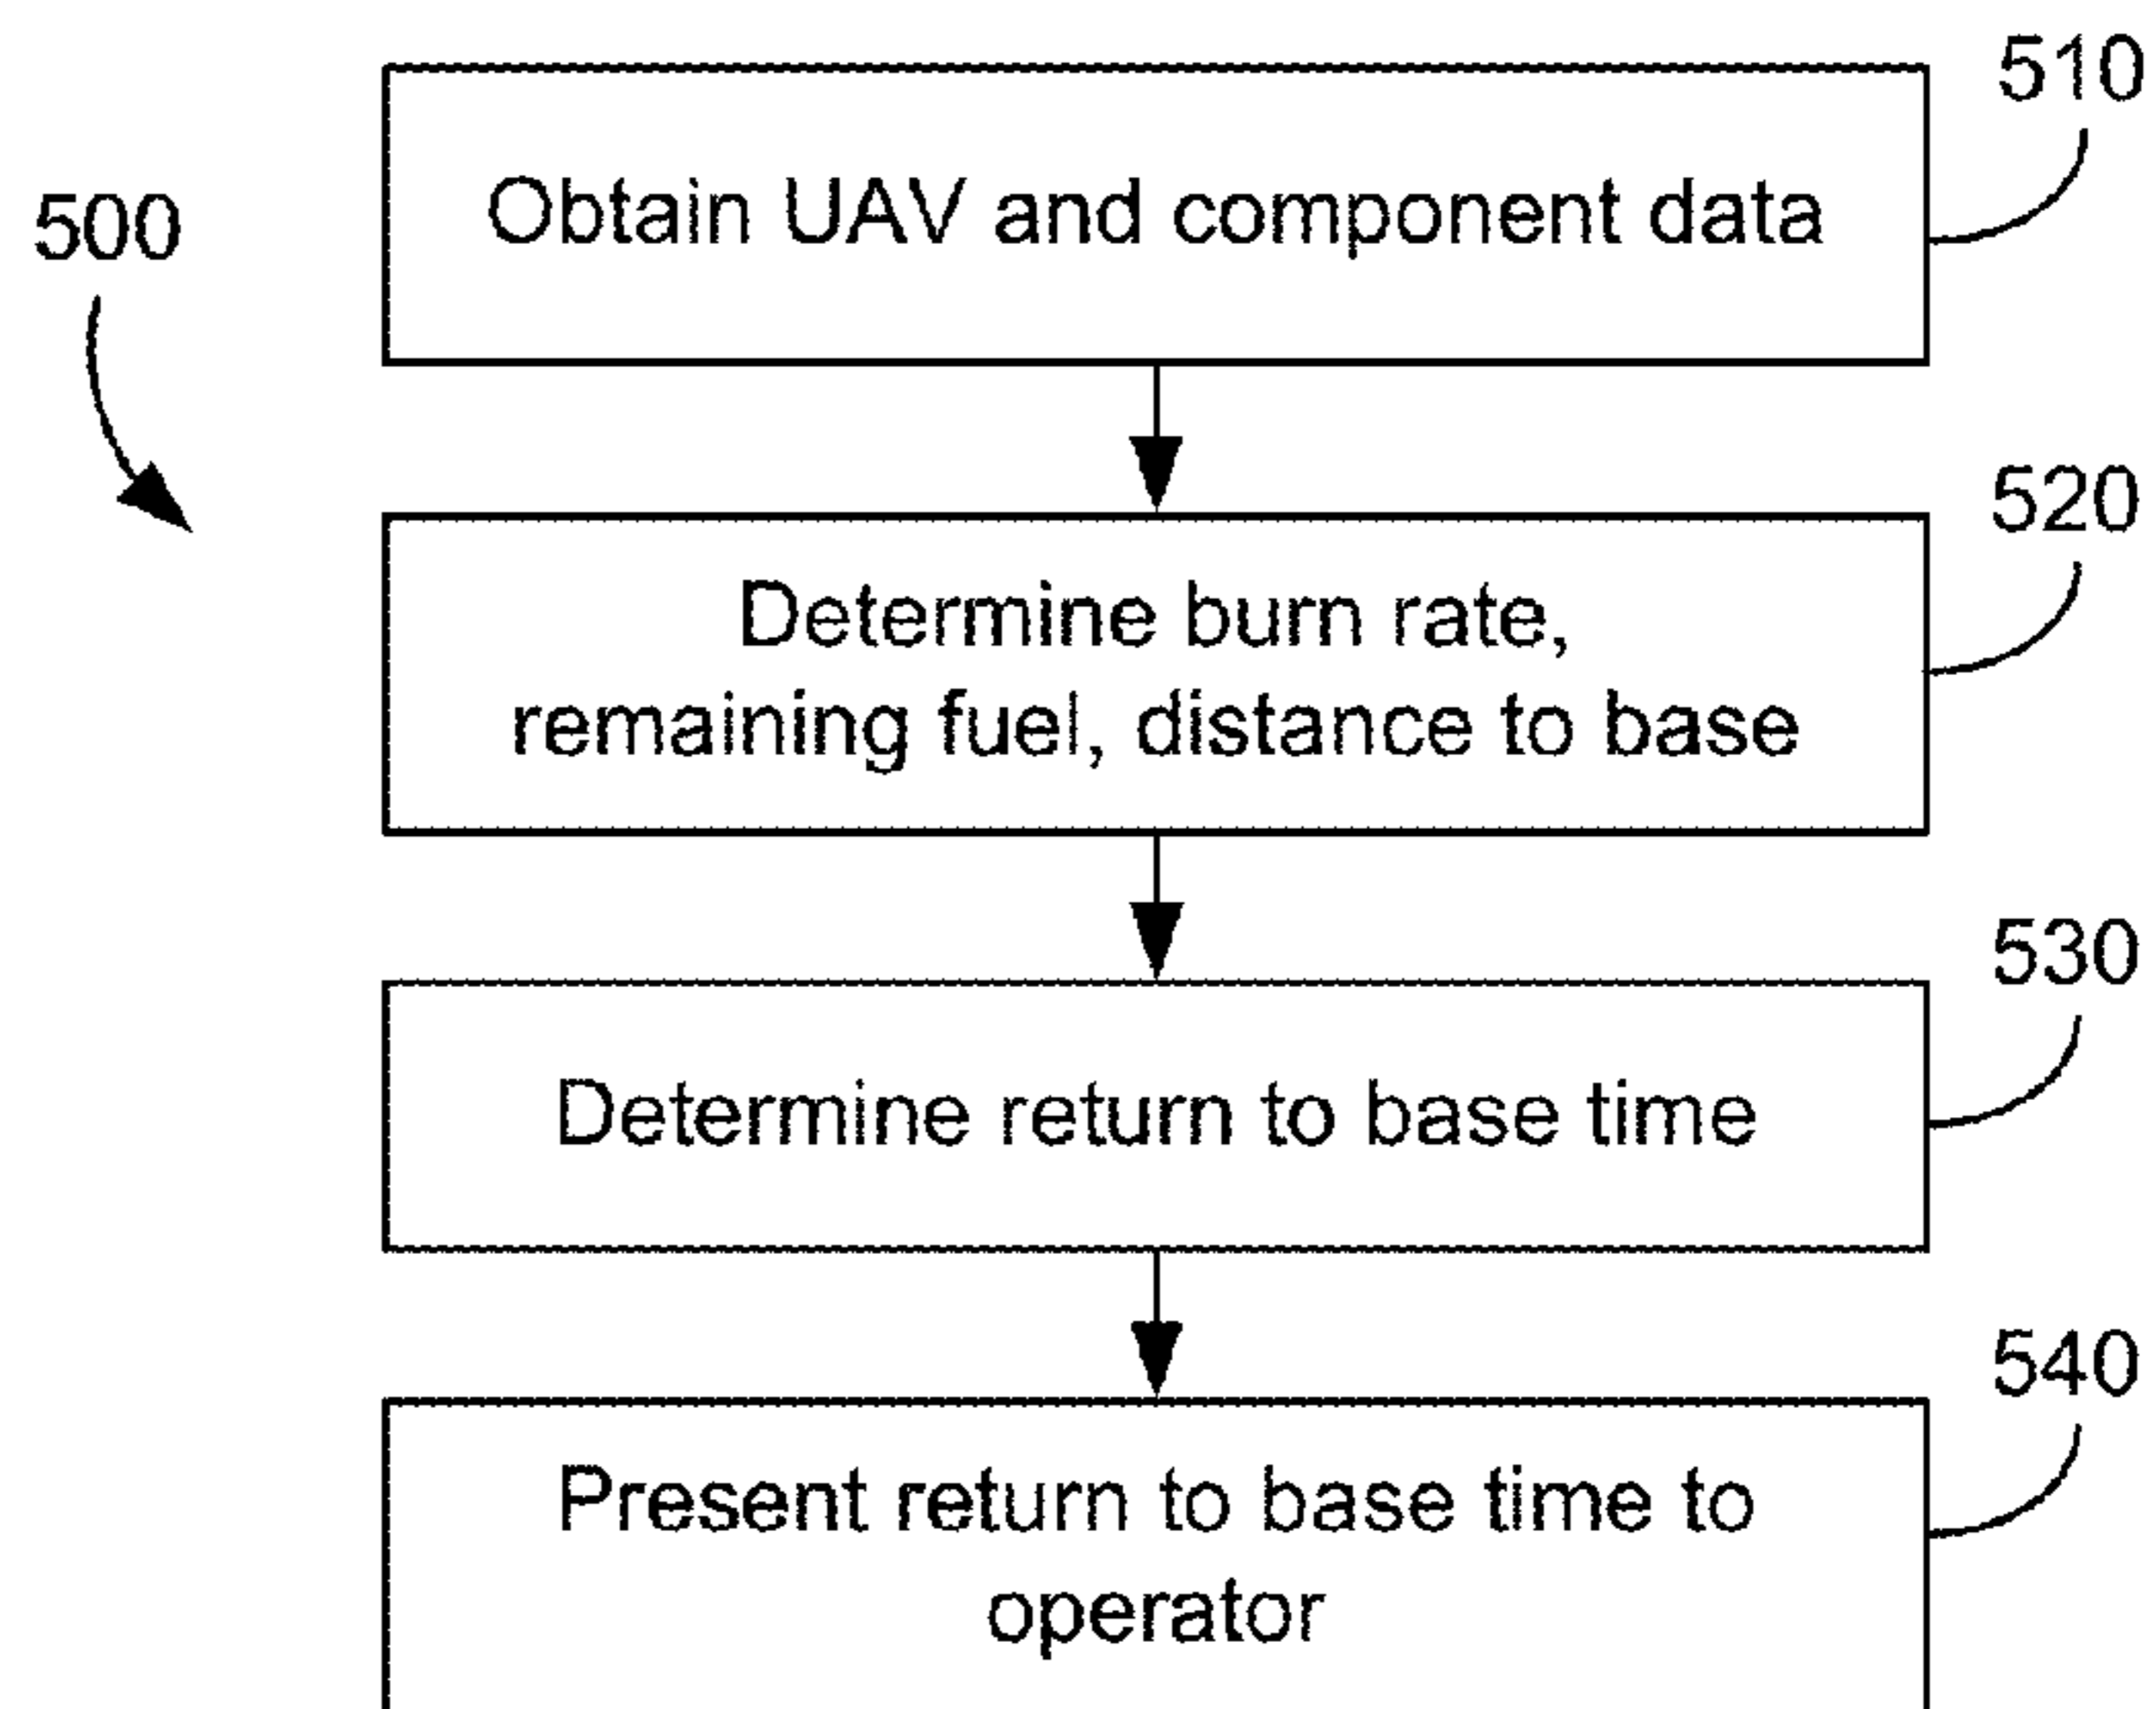 510
500
Obtain UAV and component data
520
Determine burn rate,
remaining fuel, distance to base
530
Determine return to base time
540
Present return to base time to
operator